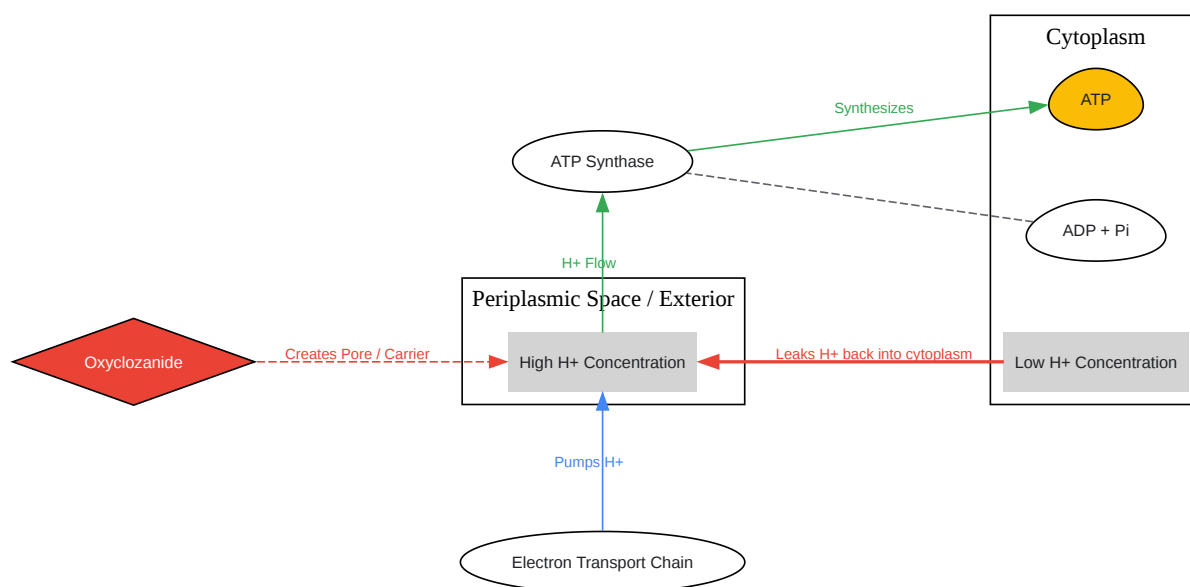 Cytoplasm
ATP
Synthesizes
ATP Synthase
ADP + Pi
H+ Flow
Periplasmic Space / Exterior
Oxyclozanide
Creates Pore / Carrier
High H+ Concentration
Leaks H+ back into cytoplasm
Low H+ Concentration
Pumps H+
Electron Transport Chain